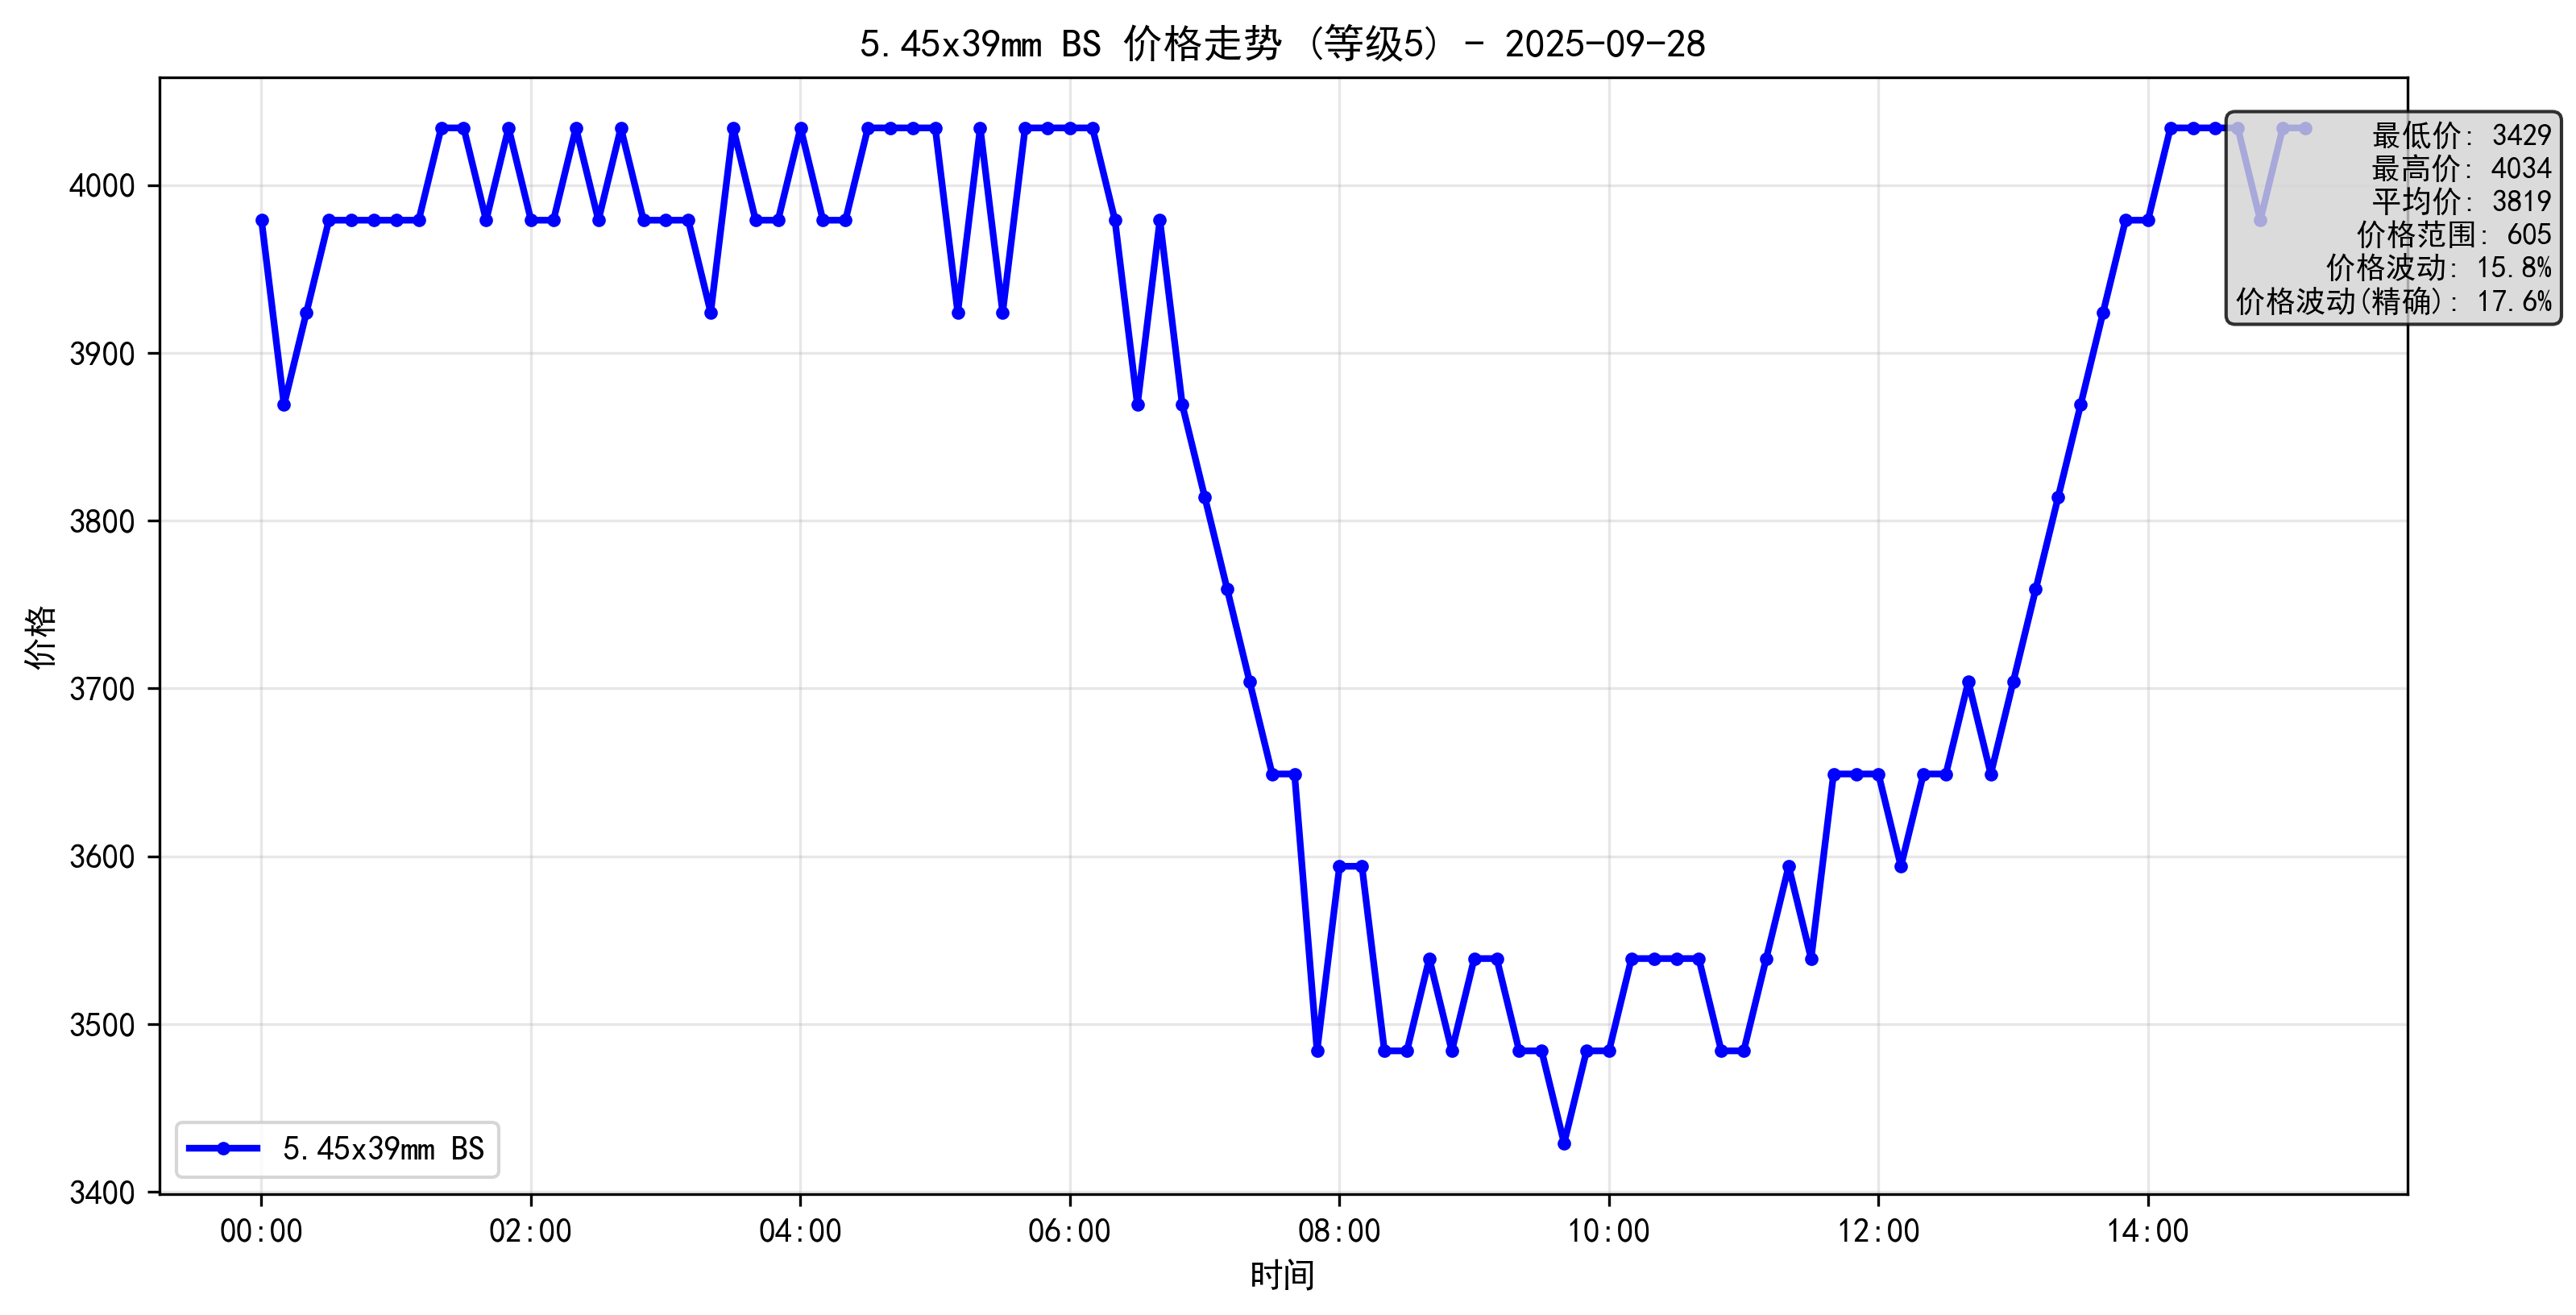 5.45x39mm BS 价格走势 (等级5) - 2025-09-28
最低价: 3429
最高价: 4034
平均价: 3819
价格范围: 605
价格波动: 15.8%
价格波动(精确): 17.6%
4000
3900
3800
3700
3600
3500
3400
价格
5.45x39mm BS
00:00 02:00 04:00 06:00 08:00 10:00 12:00 14:00
时间